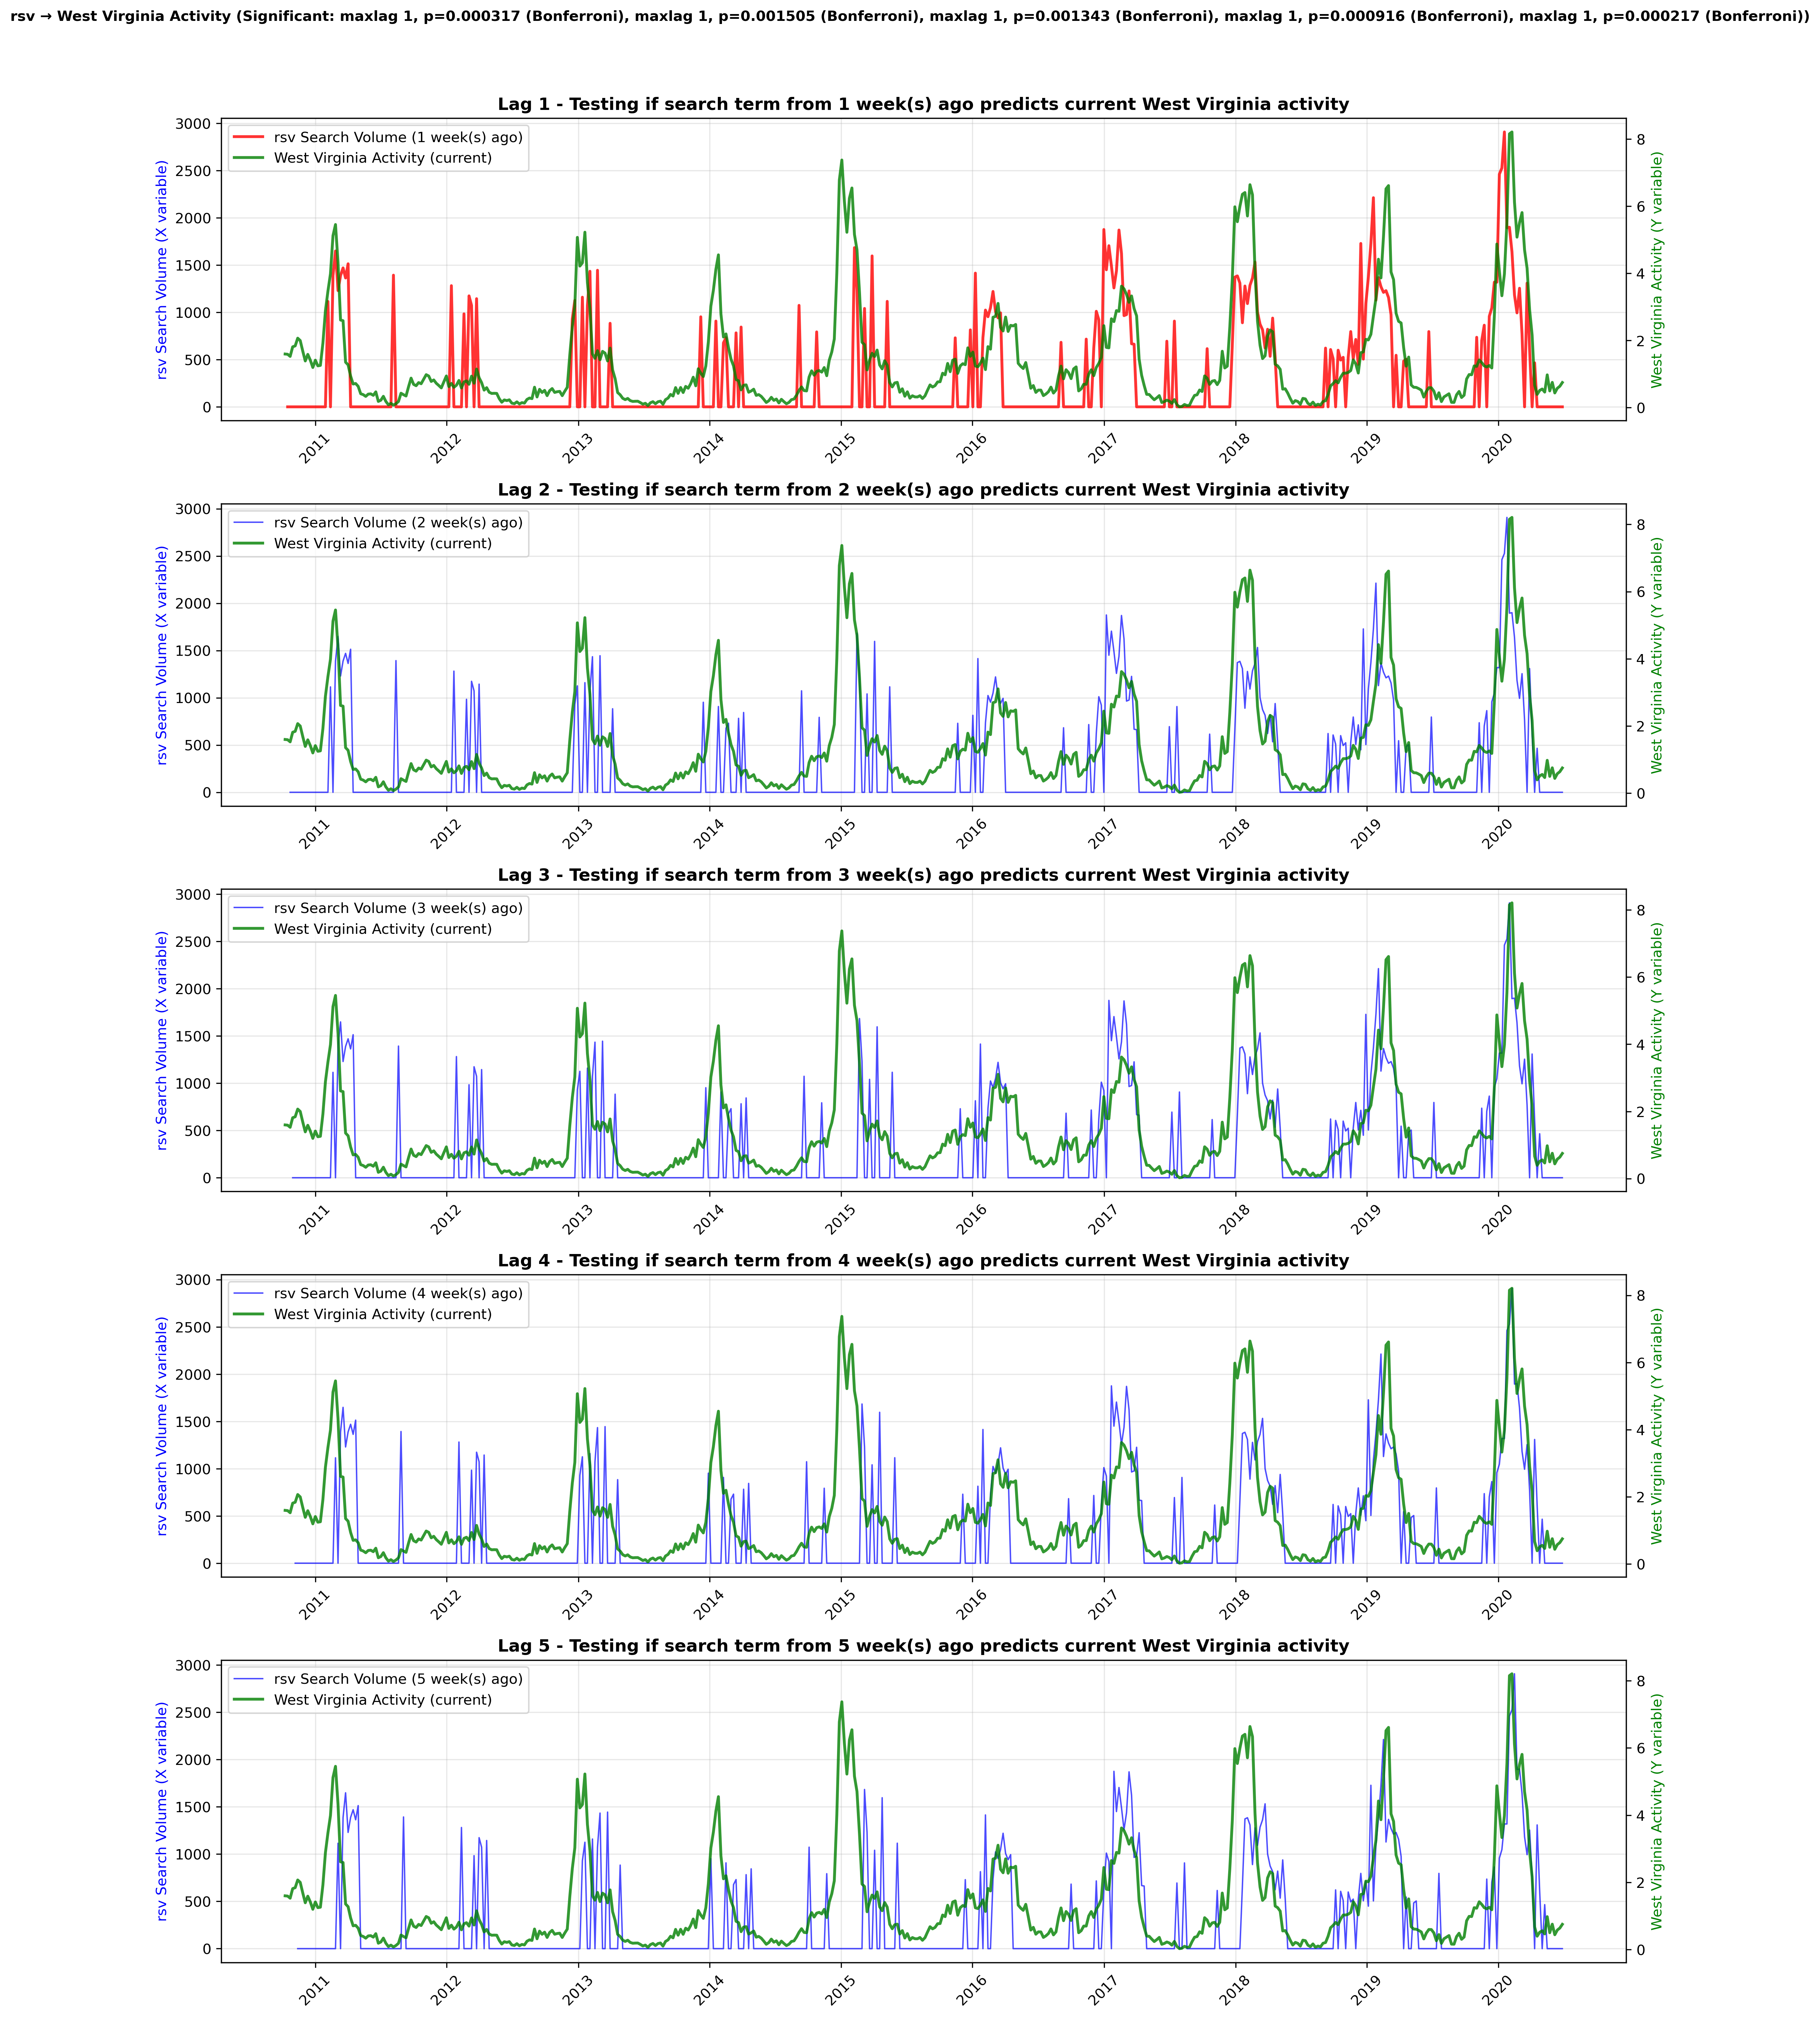 rsv → West Virginia Activity (Significant: maxlag 1, p=0.000317 (Bonferroni), maxlag 1, p=0.001505 (Bonferroni), maxlag 1, p=0.001343 (Bonferroni), maxlag 1, p=0.000916 (Bonferroni), maxlag 1, p=0.000217 (Bonferroni))
Lag 1 - Testing if search term from 1 week(s) ago predicts current West Virginia activity
rsv Search Volume (1 week(s) ago)
West Virginia Activity (current)
rsv Search Volume (X variable)
3000
2500
2000
1500
1000
500
0
8
6
4
2
0
West Virginia Activity (Y variable)
2011 2012 2013 2014 2015 2016 2017 2018 2019 2020
Lag 2 - Testing if search term from 2 week(s) ago predicts current West Virginia activity
rsv Search Volume (2 week(s) ago)
West Virginia Activity (current)
rsv Search Volume (X variable)
3000
2500
2000
1500
1000
500
0
8
6
4
2
0
West Virginia Activity (Y variable)
2011 2012 2013 2014 2015 2016 2017 2018 2019 2020
Lag 3 - Testing if search term from 3 week(s) ago predicts current West Virginia activity
rsv Search Volume (3 week(s) ago)
West Virginia Activity (current)
rsv Search Volume (X variable)
3000
2500
2000
1500
1000
500
0
8
6
4
2
0
West Virginia Activity (Y variable)
2011 2012 2013 2014 2015 2016 2017 2018 2019 2020
Lag 4 - Testing if search term from 4 week(s) ago predicts current West Virginia activity
rsv Search Volume (4 week(s) ago)
West Virginia Activity (current)
rsv Search Volume (X variable)
3000
2500
2000
1500
1000
500
0
8
6
4
2
0
West Virginia Activity (Y variable)
2011 2012 2013 2014 2015 2016 2017 2018 2019 2020
Lag 5 - Testing if search term from 5 week(s) ago predicts current West Virginia activity
rsv Search Volume (5 week(s) ago)
West Virginia Activity (current)
rsv Search Volume (X variable)
3000
2500
2000
1500
1000
500
0
8
6
4
2
0
West Virginia Activity (Y variable)
2011 2012 2013 2014 2015 2016 2017 2018 2019 2020